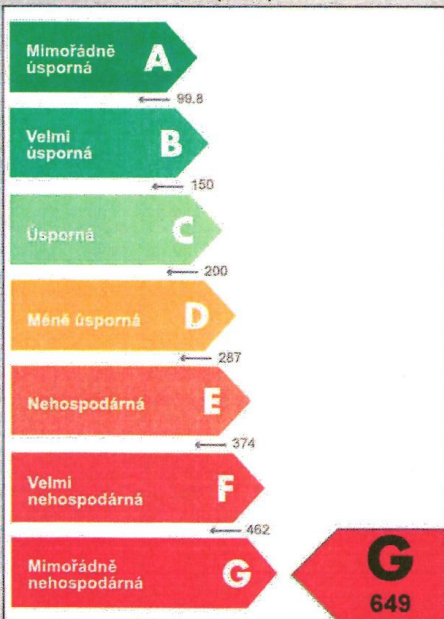 Mimořádně
úsporná A
99.8
Velmi
úsporná B
150
Úsporná C
200
Méně úsporná D
287
Nehospodárná E
374
Velmi
nehospodárná F
462
Mimořádně
nehospodárná G
G
649